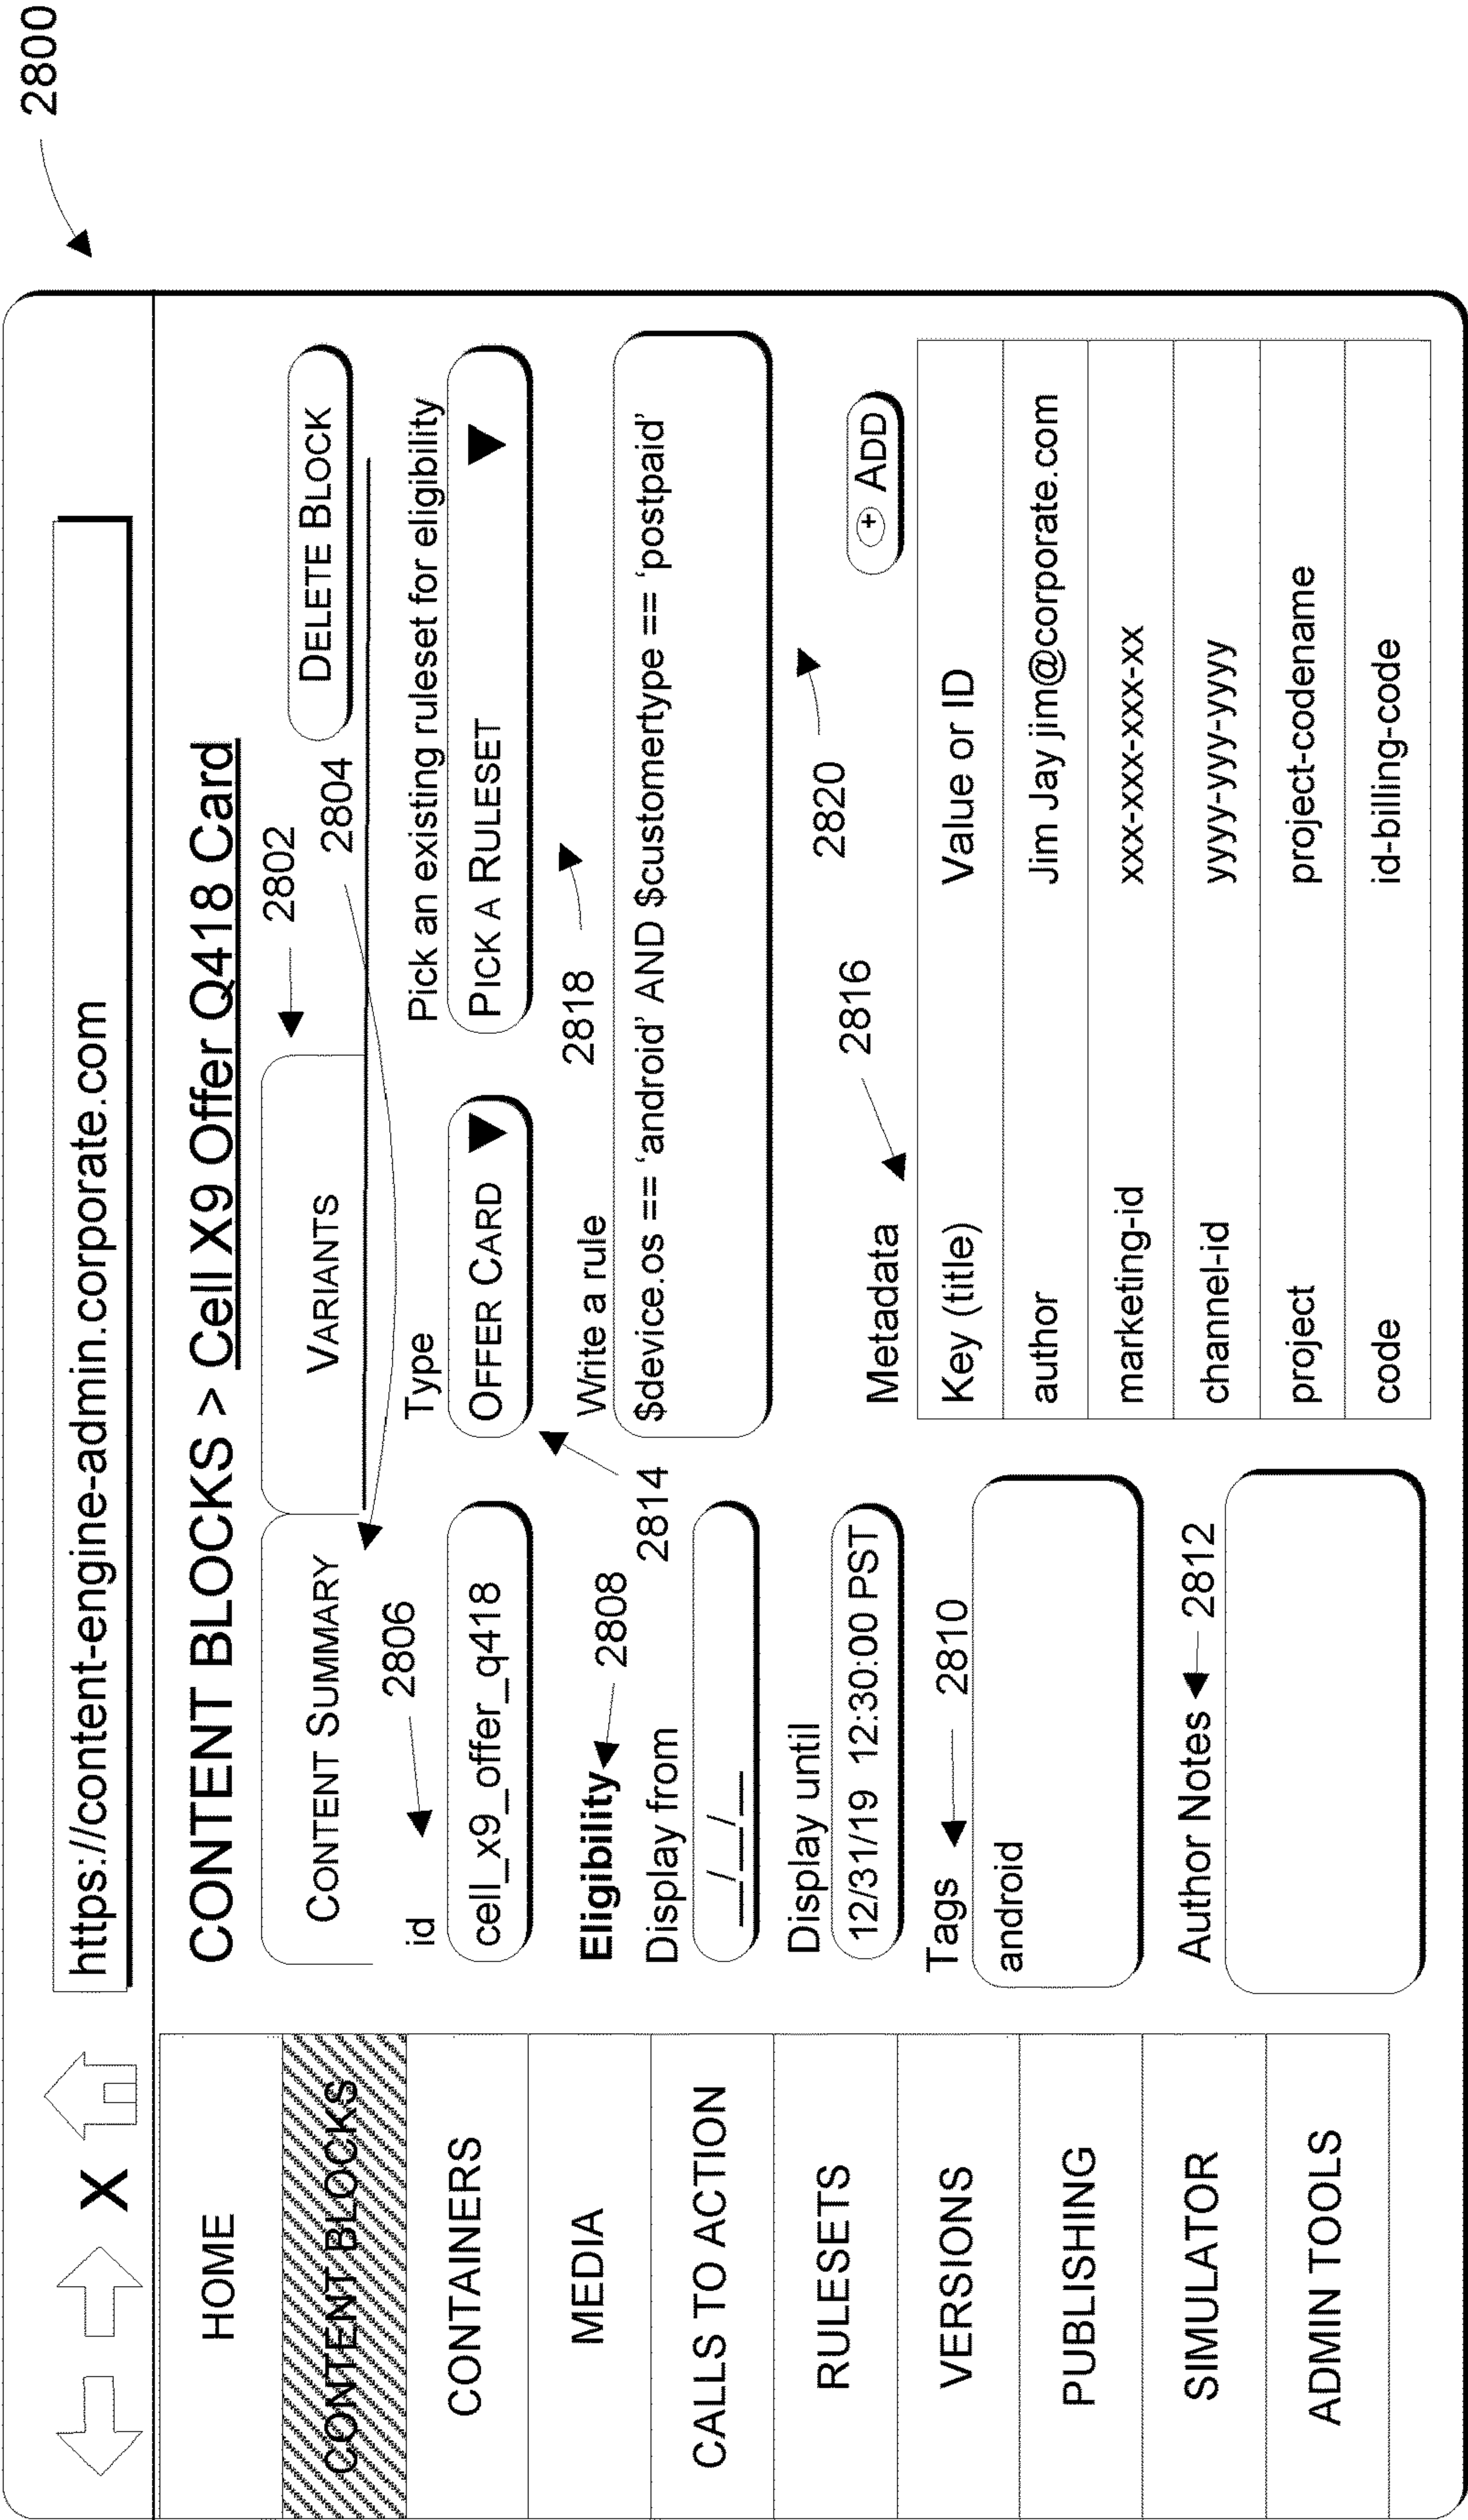 2800
X
https://content-engine-admin.corporate.com
HOME
CONTENT BLOCKS
CONTAINERS
MEDIA
CALLS TO ACTION
RULESETS
VERSIONS
PUBLISHING
SIMULATOR
ADMIN TOOLS
CONTENT BLOCKS > Cell X9 Offer Q418 Card
2802
CONTENT SUMMARY
VARIANTS
2804
DELETE BLOCK
2806
id
Type
Pick an existing ruleset for eligibility
cell_x9_offer_q418
OFFER CARD
PICK A RULESET
Eligibility
2808
2814
Write a rule
2818
Display from
__/__/__
$device.os == ‘android’ AND $customertype == ‘postpaid’
Display until
12/31/19 12:30:00 PST
2820
Tags
2810
android
Metadata
2816
+ ADD
Key (title) Value or ID
author Jim Jay jim@corporate.com
marketing-id xxx-xxx-xxx-xx
channel-id yyyy-yyy-yyyy
project project-codename
code id-billing-code
Author Notes
2812